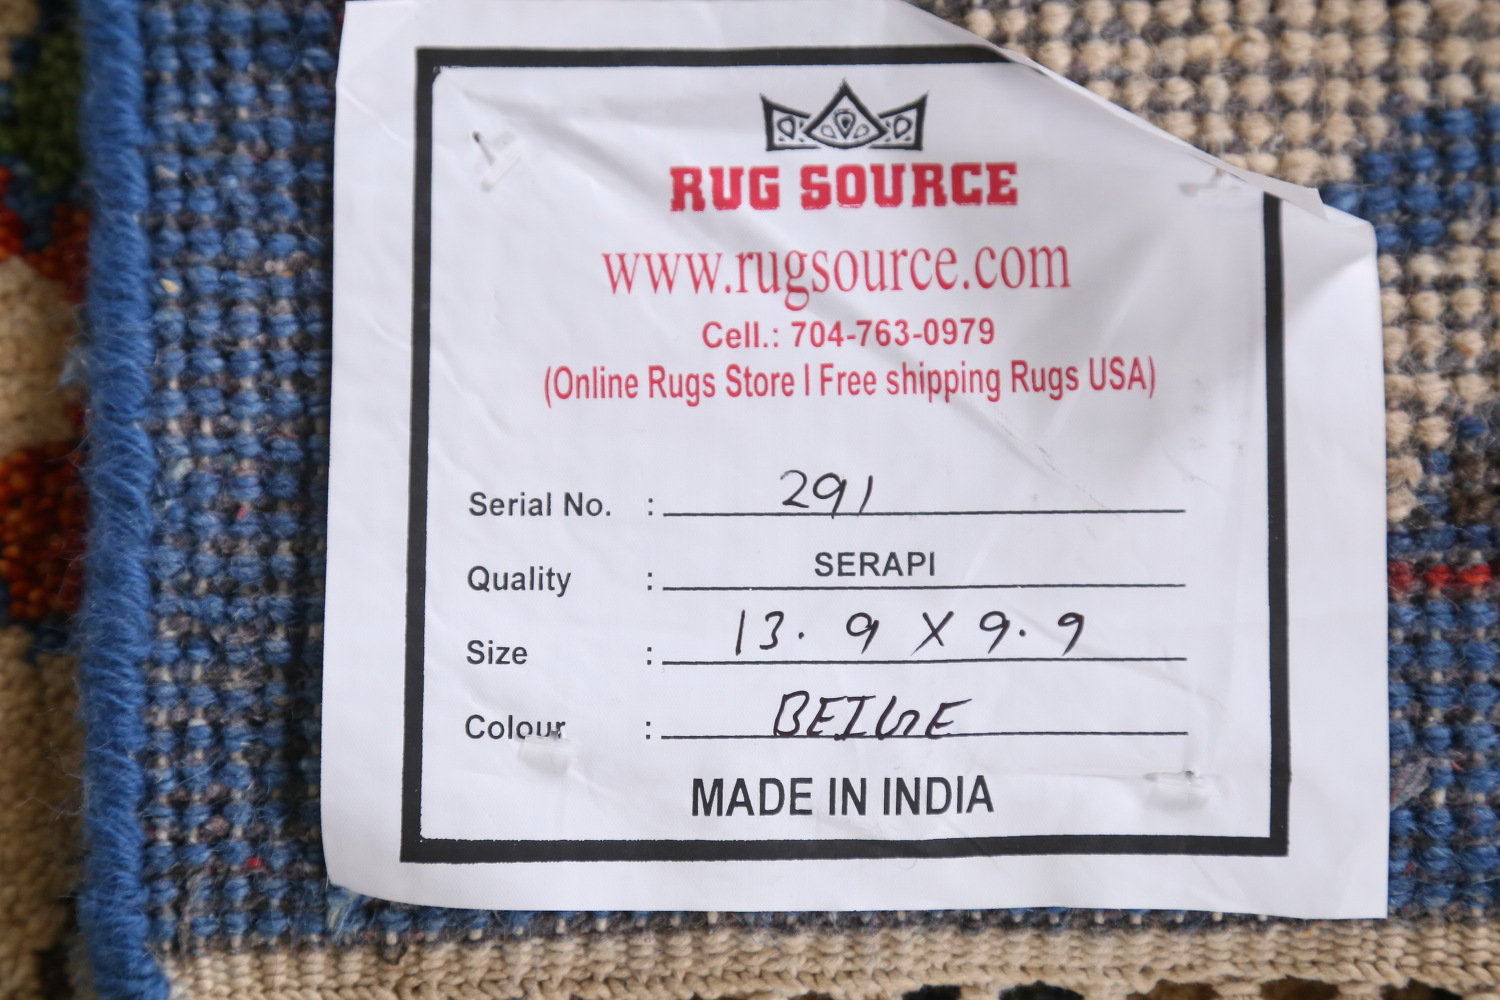 RUG SOURCE
www.rugsource.com
Cell.: 704-763-0979
(Online Rugs Store I Free shipping Rugs USA)
Serial No. : 291
Quality : SERAPI
Size : 13.9 X 9.9
Colour : BEIGE
MADE IN INDIA